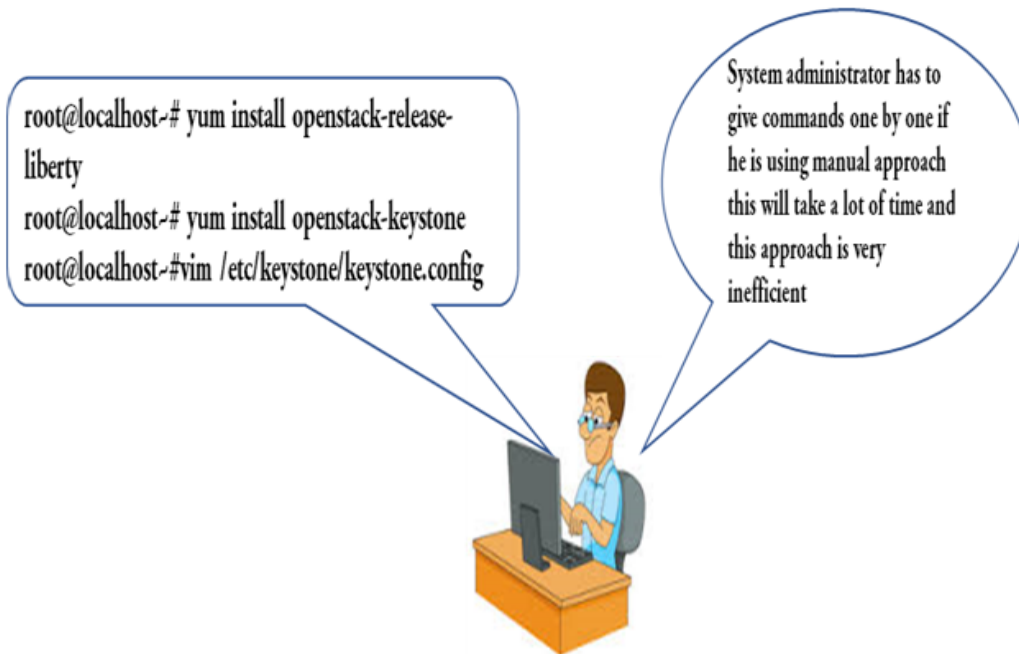 root@localhost~# yum install openstack-release-
liberty
root@localhost~# yum install openstack-keystone
root@localhost~#vim /etc/keystone/keystone.config
System administrator has to
give commands one by one if
he is using manual approach
this will take a lot of time and
this approach is very
inefficient